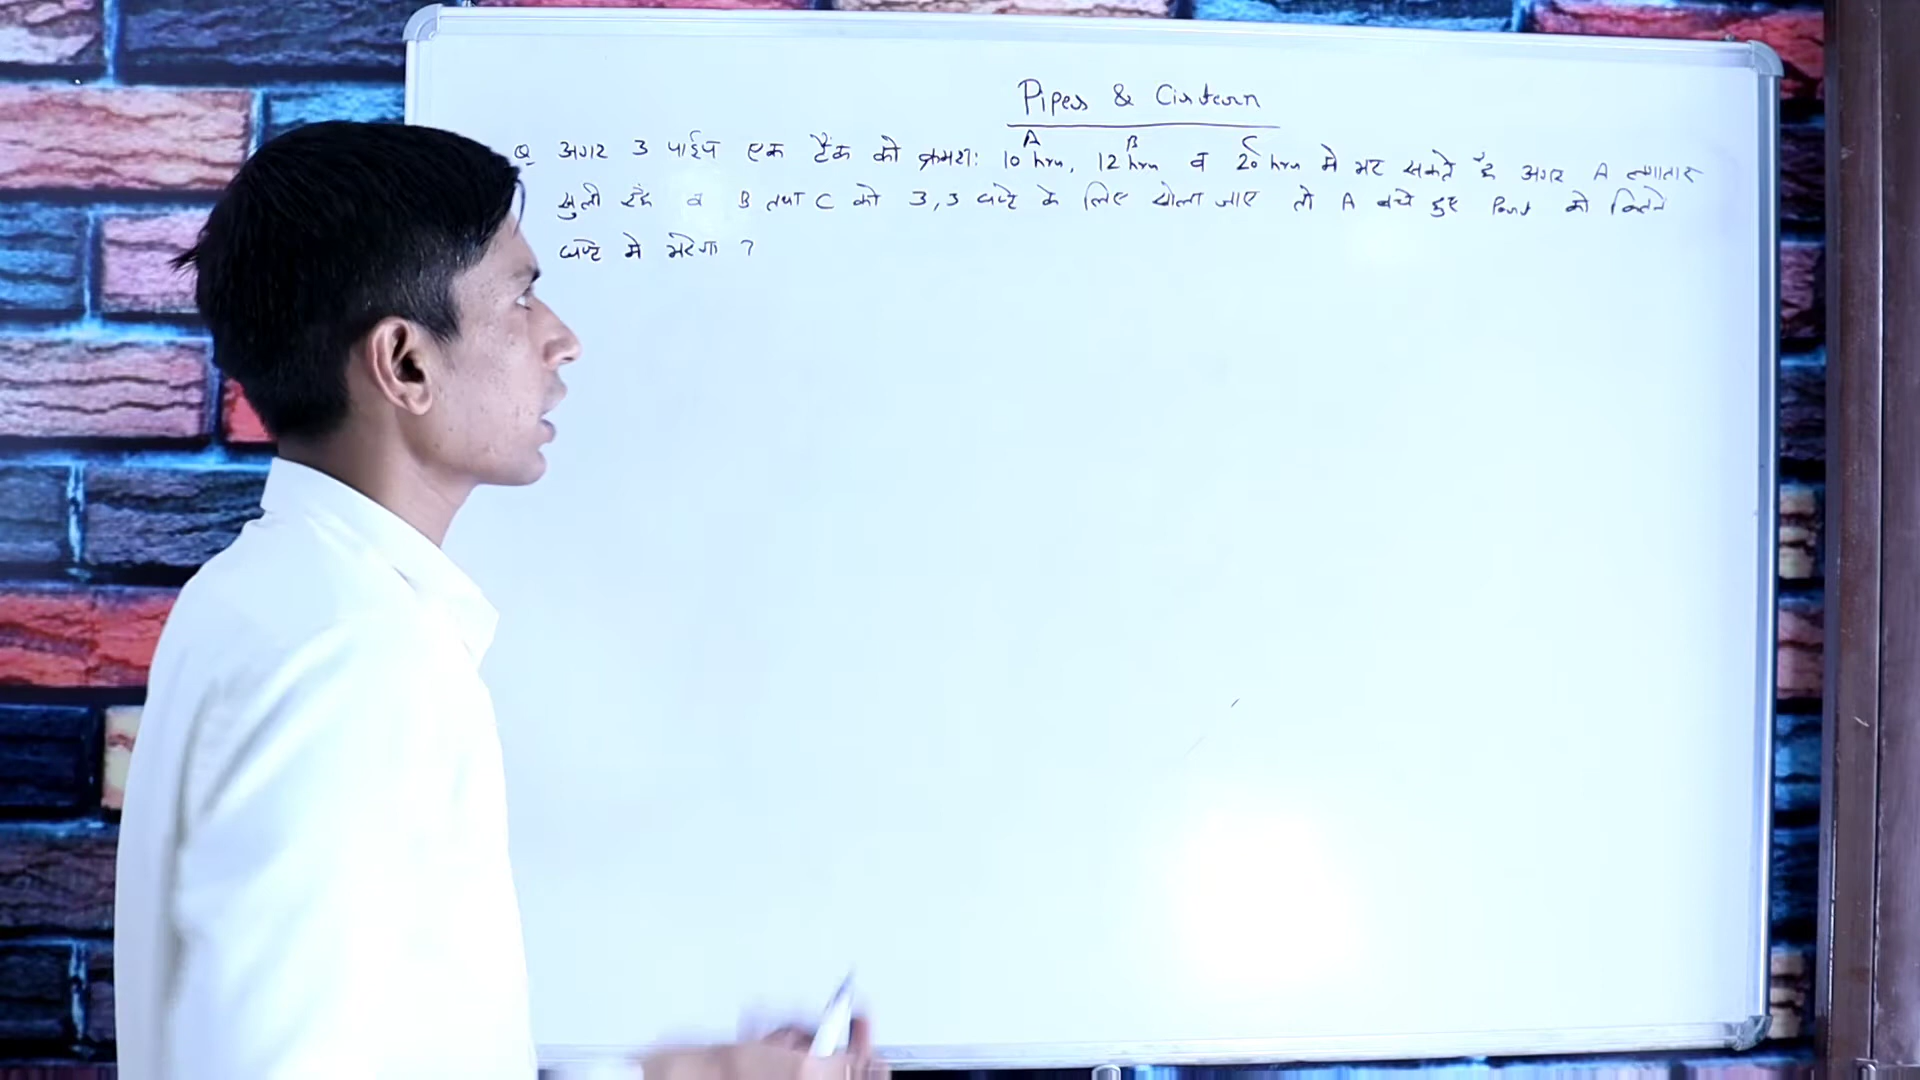 Pipes & Cistern
A B C
Q अगर 3 पाईप एक टैंक को क्रमश: 10 hrs, 12 hrs व 20 hrs मे भर सकते है अगर A लगातार
खुली रहे व B तथा C को 3,3 घण्टे के लिए खोला जाए तो A बचे हुए Part को कितने
घण्टे मे भरेगा ?